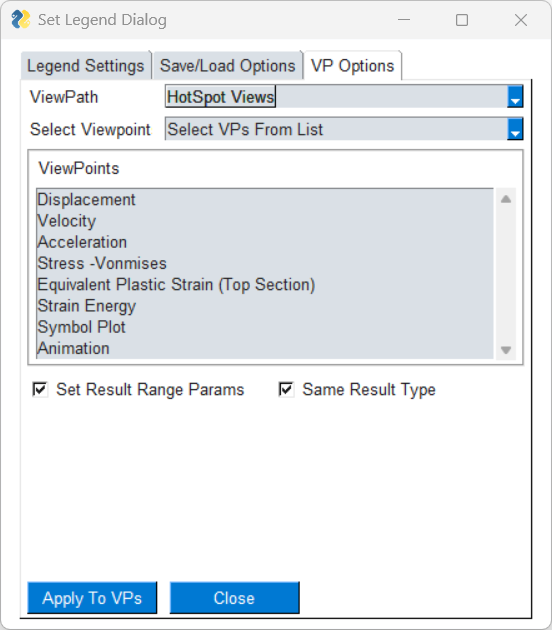 Set Legend Dialog
Legend Settings Save/Load Options VP Options
ViewPath HotSpot Views
Select Viewpoint Select VPs From List
ViewPoints
Displacement
Velocity
Acceleration
Stress -Vonmises
Equivalent Plastic Strain (Top Section)
Strain Energy
Symbol Plot
Animation
Set Result Range Params Same Result Type
Apply To VPs Close